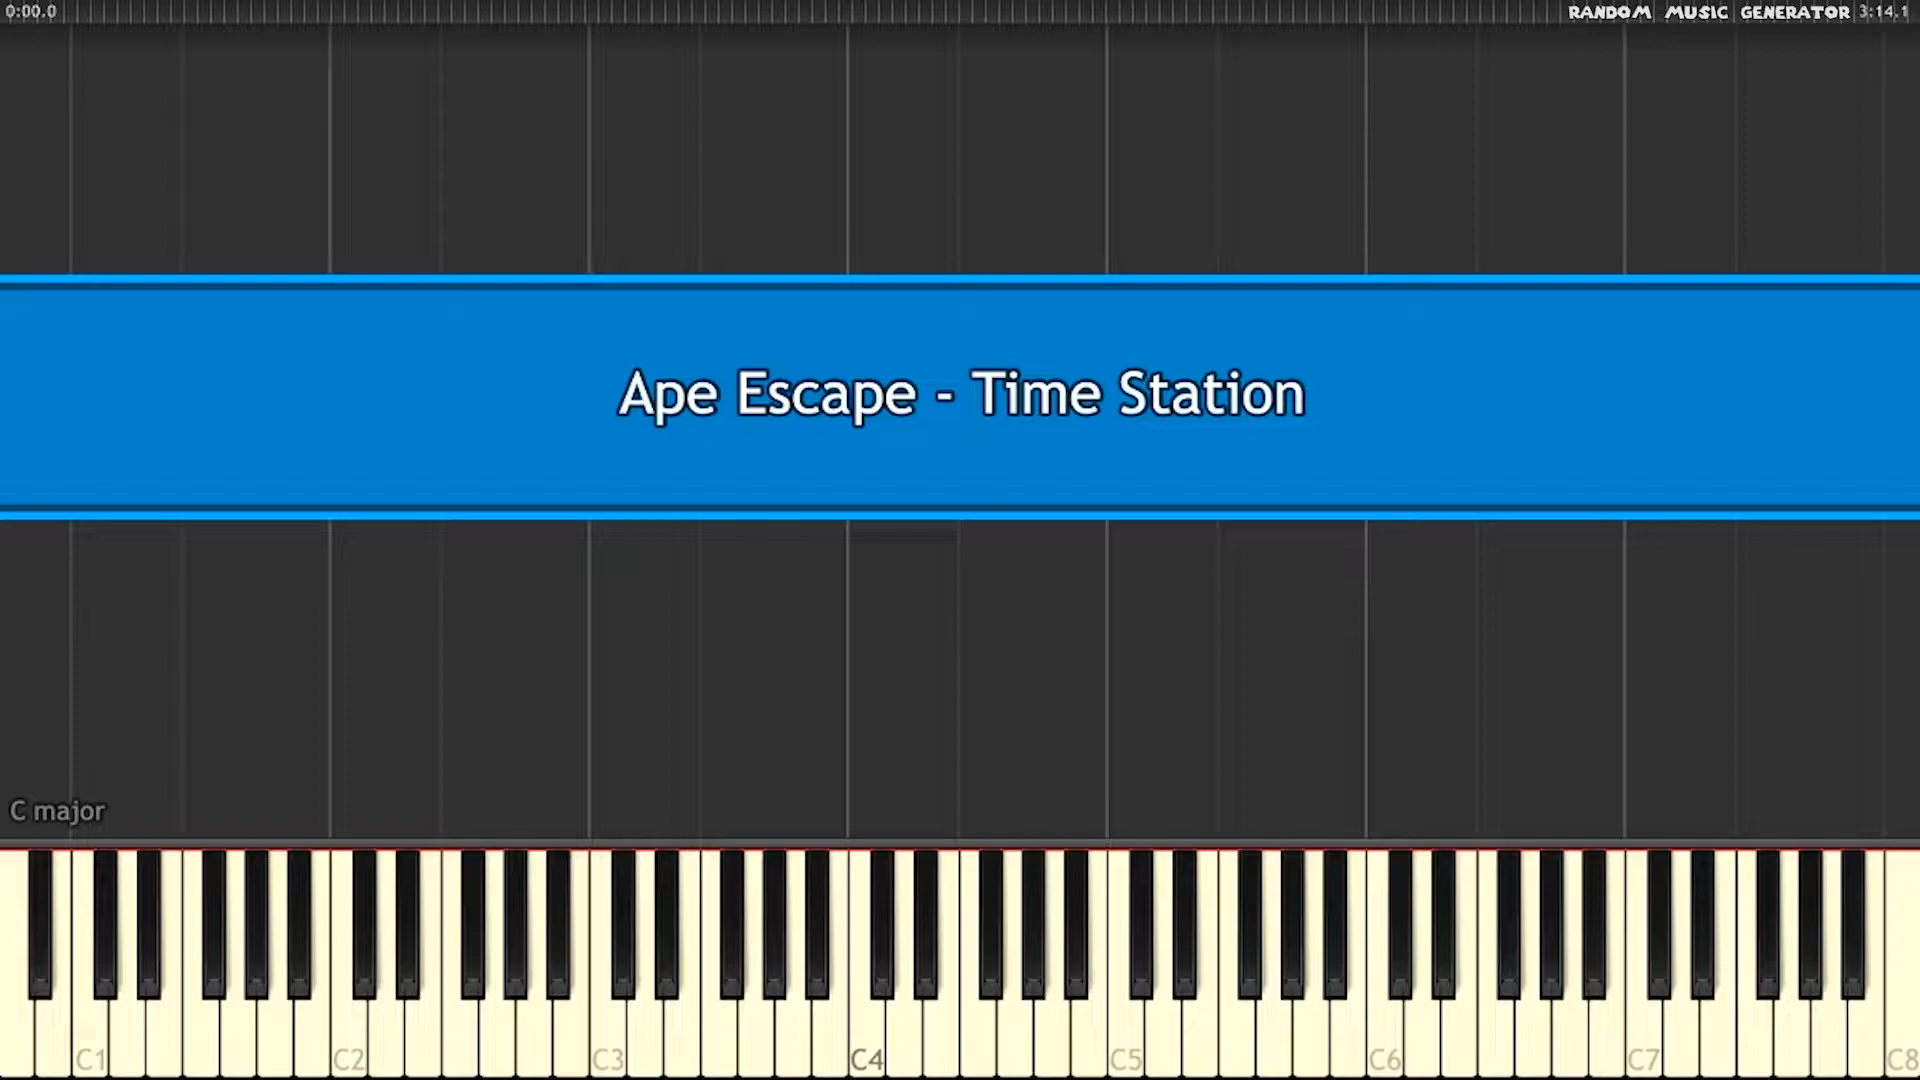 0:00.0
RANDOM MUSIC GENERATOR 3:14.1
Ape Escape - Time Station
C major
C1 C2 C3 C4 C5 C6 C7 C8